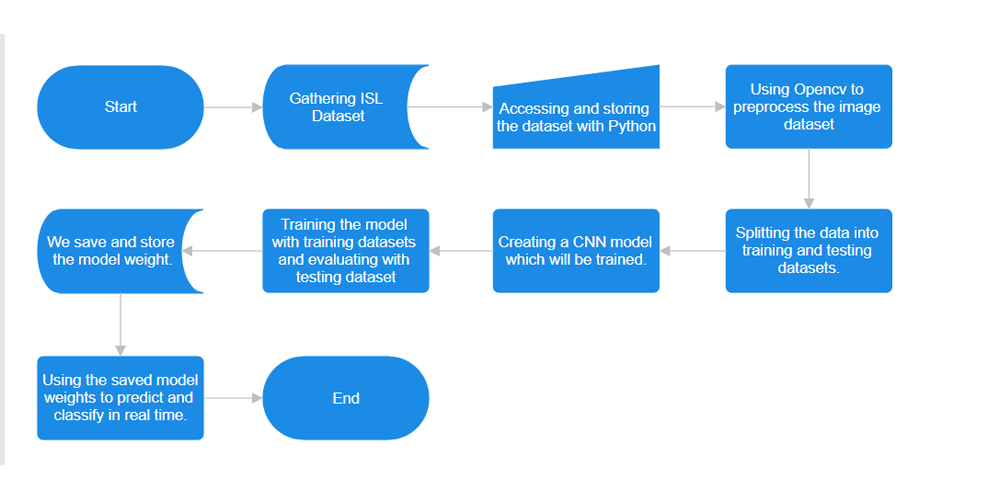 Start
Gathering ISL
Dataset
Accessing and storing
the dataset with Python
Using Opencv to
preprocess the image
dataset
Splitting the data into
training and testing
datasets.
Creating a CNN model
which will be trained.
Training the model
with training datasets
and evaluating with
testing dataset
We save and store
the model weight.
Using the saved model
weights to predict and
classify in real time.
End